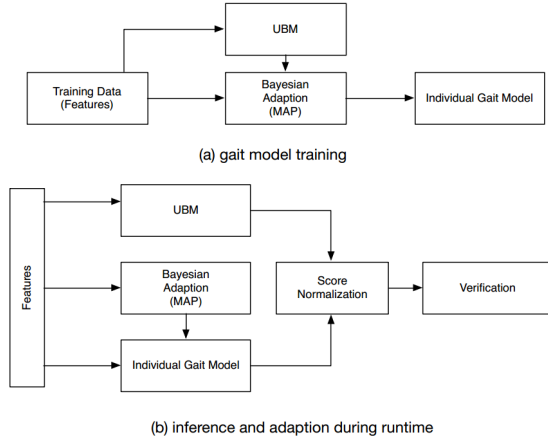 UBM
Training Data
(Features)
Bayesian
Adaption
(MAP)
Individual Gait Model
(a) gait model training
Features
UBM
Bayesian
Adaption
(MAP)
Score
Normalization
Verification
Individual Gait Model
(b) inference and adaption during runtime